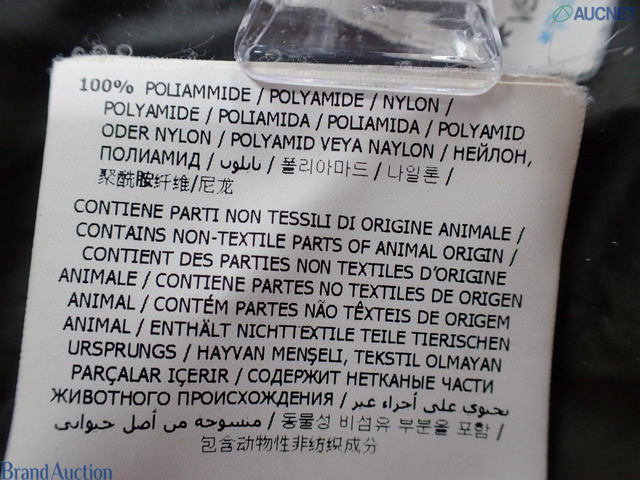 AUCNET
100% POLIAMMIDE / POLYAMIDE / NYLON /
POLYAMIDE / POLIAMIDA / POLIAMIDA / POLYAMID
ODER NYLON / POLYAMID VEYA NAYLON / НЕЙЛОН,
ПОЛИАМИД / نايلون / 폴리아마드 / 나일론 /
聚酰胺纤维/尼龙
CONTIENE PARTI NON TESSILI DI ORIGINE ANIMALE /
CONTAINS NON-TEXTILE PARTS OF ANIMAL ORIGIN /
CONTIENT DES PARTIES NON TEXTILES D'ORIGINE
ANIMALE / CONTIENE PARTES NO TEXTILES DE ORIGEN
ANIMAL / CONTÉM PARTES NÃO TÊXTEIS DE ORIGEM
ANIMAL / ENTHÄLT NICHTTEXTILE TEILE TIERISCHEN
URSPRUNGS / HAYVAN MENŞELİ, TEKSTIL OLMAYAN
PARÇALAR IÇERIR / СОДЕРЖИТ НЕТКАНЫЕ ЧАСТИ
ЖИВОТНОГО ПРОИСХОЖДЕНИЯ / يحتوي على أجزاء غير
منسوجة من أصل حيواني / 동물성 비섬유 부분을 포함 /
包含动物性非纺织成分
Brand Auction